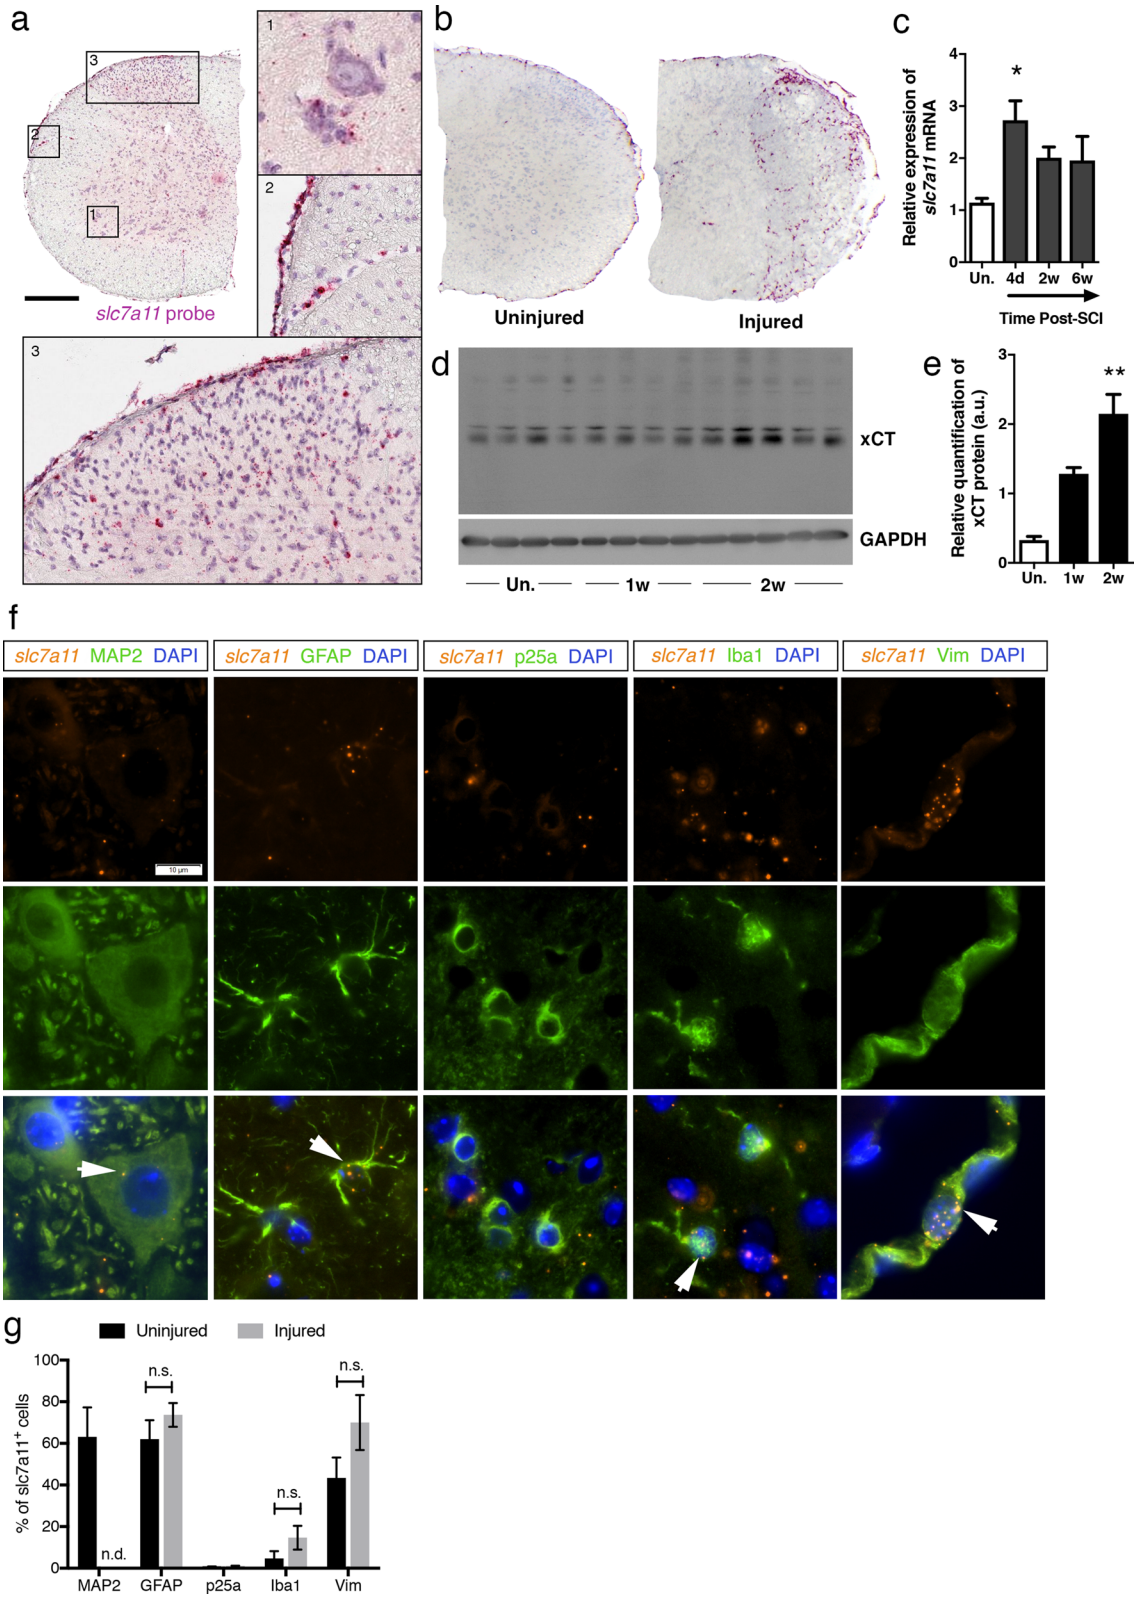 a
1
2
3
1
2
3
slc7a11 probe
b
Uninjured
Injured
c
Relative expression of
slc7a11 mRNA
4
3
2
1
0
*
Un.
4d
2w
6w
Time Post-SCI
d
xCT
GAPDH
Un.
1w
2w
e
Relative quantification of
xCT protein (a.u.)
3
2
1
0
**
Un.
1w
2w
f
slc7a11 MAP2 DAPI
slc7a11 GFAP DAPI
slc7a11 p25a DAPI
slc7a11 Iba1 DAPI
slc7a11 Vim DAPI
10 µm
g
Uninjured
Injured
% of slc7a11+ cells
100
80
60
40
20
0
n.d.
n.s.
n.s.
n.s.
MAP2
GFAP
p25a
Iba1
Vim